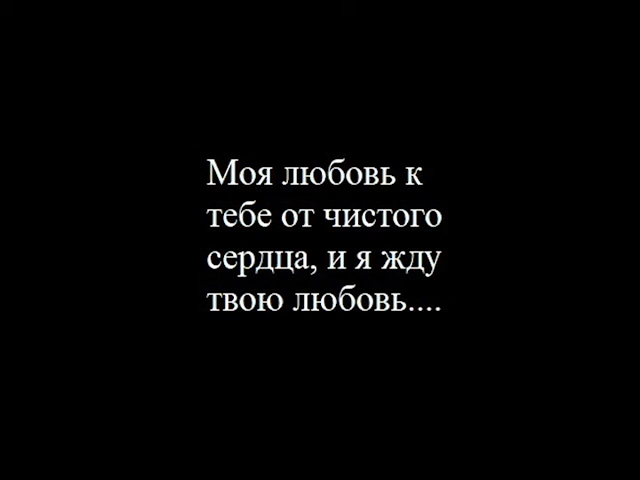 Моя любовь к
тебе от чистого
сердца, и я жду
твою любовь....